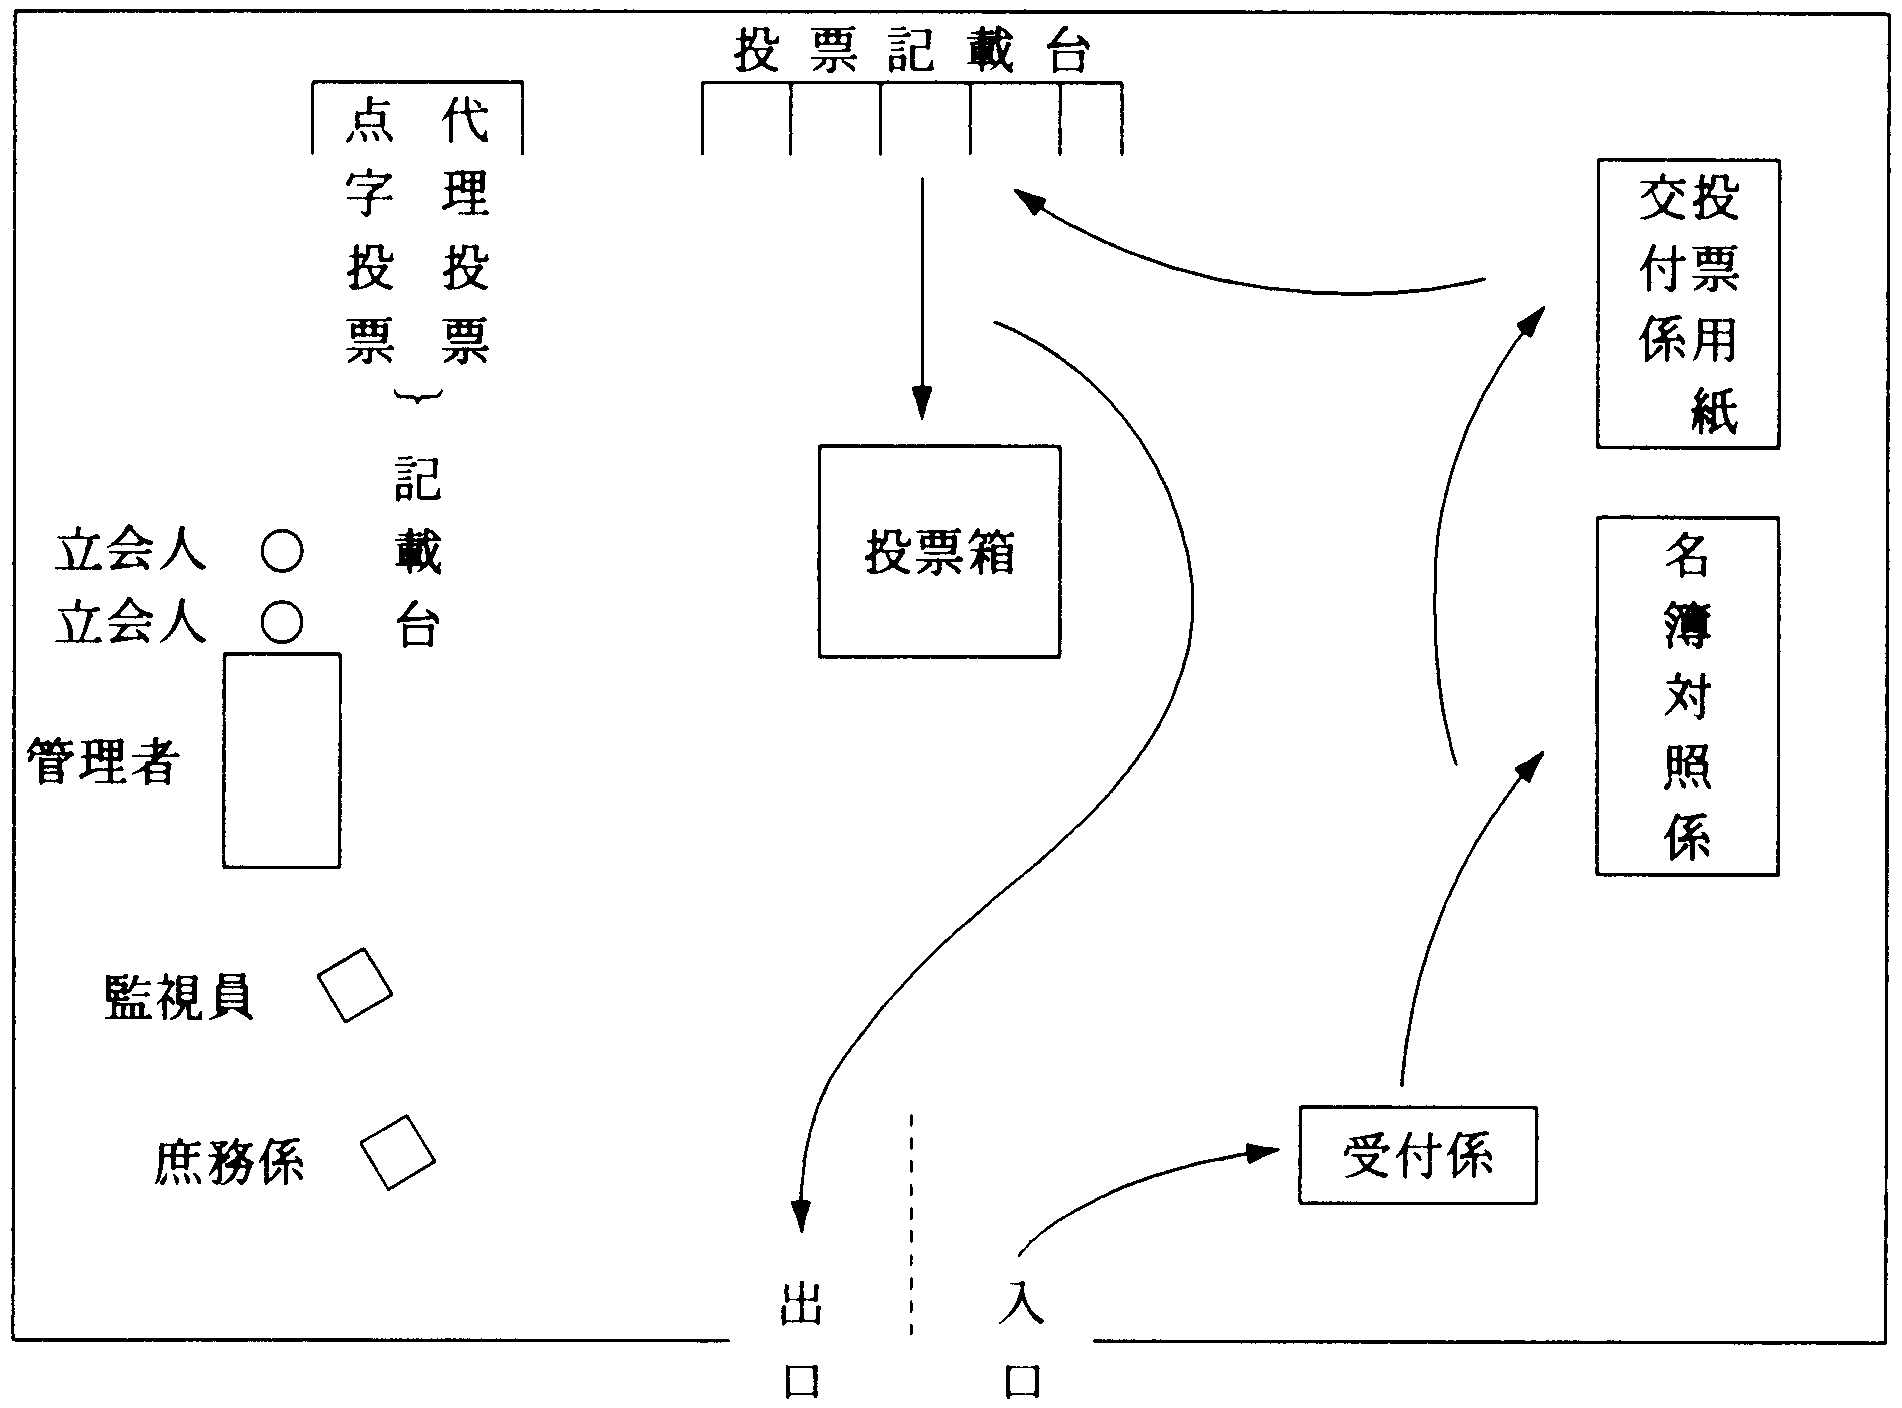 投票記載台
代理投票
点字投票
記載台
投票用紙
交付係
名簿対照係
投票箱
立会人
立会人
管理者
監視員
庶務係
受付係
出口
入口